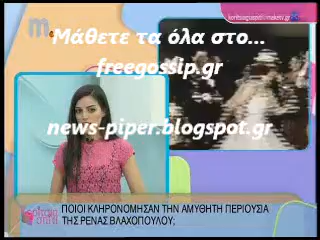 Μάθετε τα όλα στο...
freegossip.gr
news-piper.blogspot.gr
ΠΟΙΟΙ ΚΛΗΡΟΝΟΜΗΣΑΝ ΤΗΝ ΑΜΥΘΗΤΗ ΠΕΡΙΟΥΣΙΑ
ΤΗΣ ΡΕΝΑΣ ΒΛΑΧΟΠΟΥΛΟΥ;